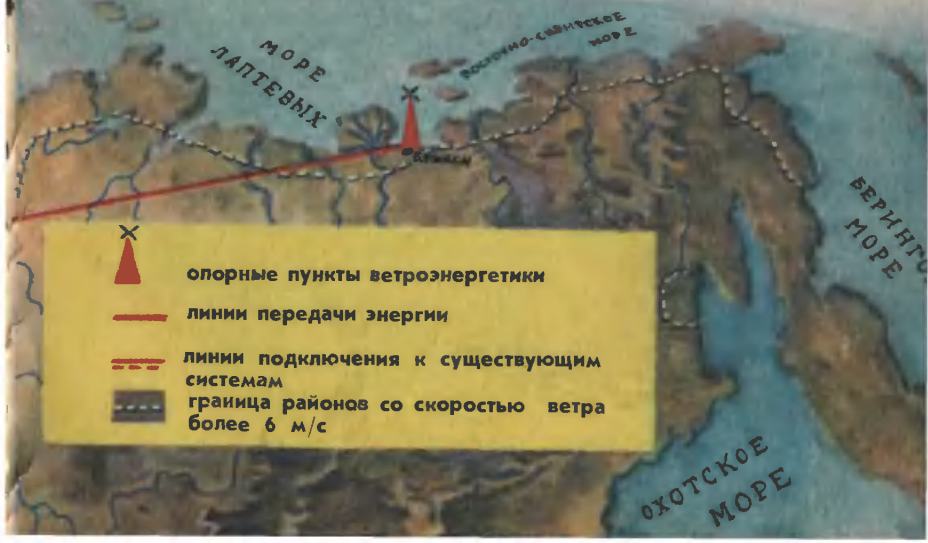 МОРЕ
ЛАПТЕВЫХ
ВОСТОЧНО-СИБИРСКОЕ
МОРЕ
БЕРИНГО
МОРЕ
опорные пункты ветроэнергетики
линии передачи энергии
линии подключения к существующим
системам
граница районов со скоростью ветра
более 6 м/с
ОХОТСКОЕ
МОРЕ